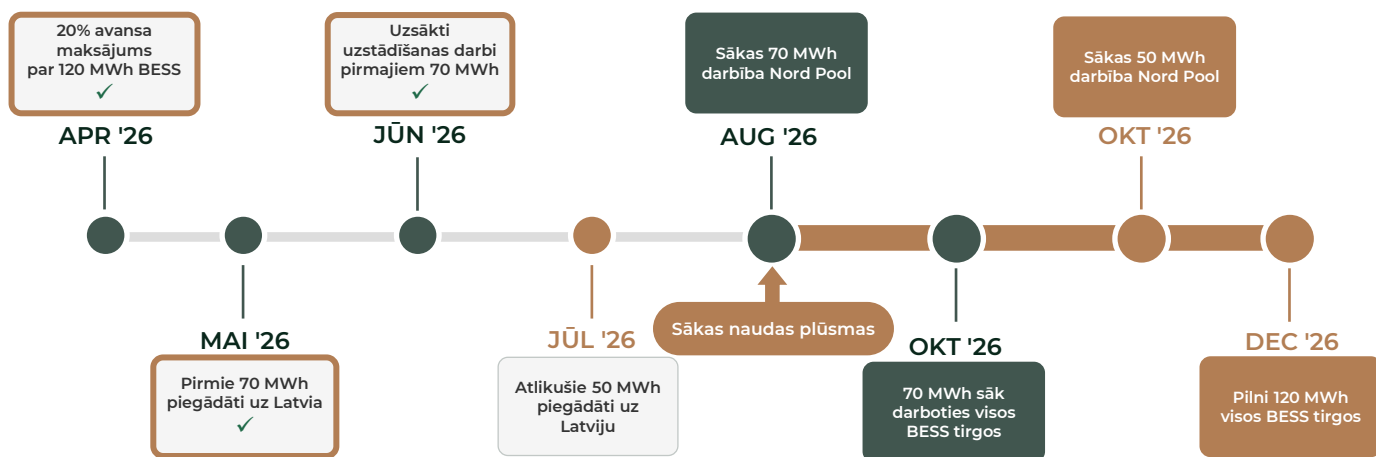 20% avansa
maksājums
par 120 MWh BESS
✓
APR '26
Uzsākti
uzstādīšanas darbi
pirmajiem 70 MWh
✓
JŪN '26
Sākas 70 MWh
darbība Nord Pool
AUG '26
Sākas 50 MWh
darbība Nord Pool
OKT '26
MAI '26
Pirmie 70 MWh
piegādāti uz Latvia
✓
JŪL '26
Atlikušie 50 MWh
piegādāti uz
Latviju
Sākas naudas plūsmas
OKT '26
70 MWh sāk
darboties visos
BESS tirgos
DEC '26
Pilni 120 MWh
visos BESS tirgos